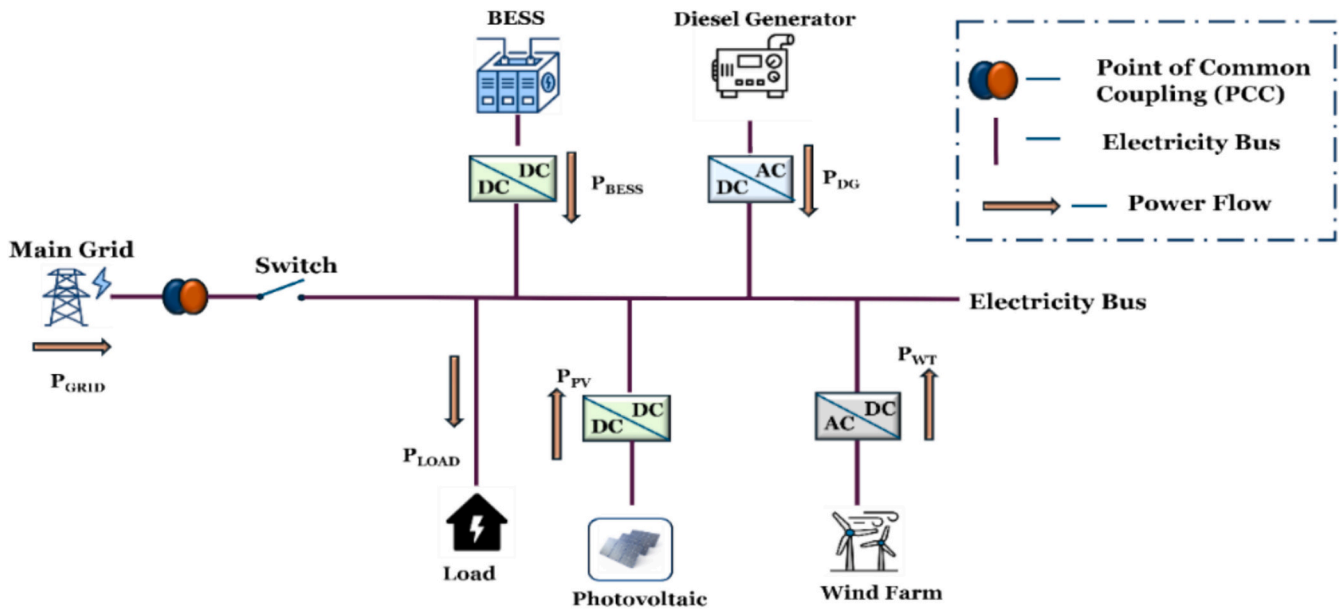 BESS
Diesel Generator
Point of Common
Coupling (PCC)
Electricity Bus
Power Flow
DC
DC
P_BESS
AC
DC
P_DG
Main Grid
Switch
Electricity Bus
P_GRID
P_LOAD
P_PV
DC
DC
P_WT
DC
AC
Load
Photovoltaic
Wind Farm